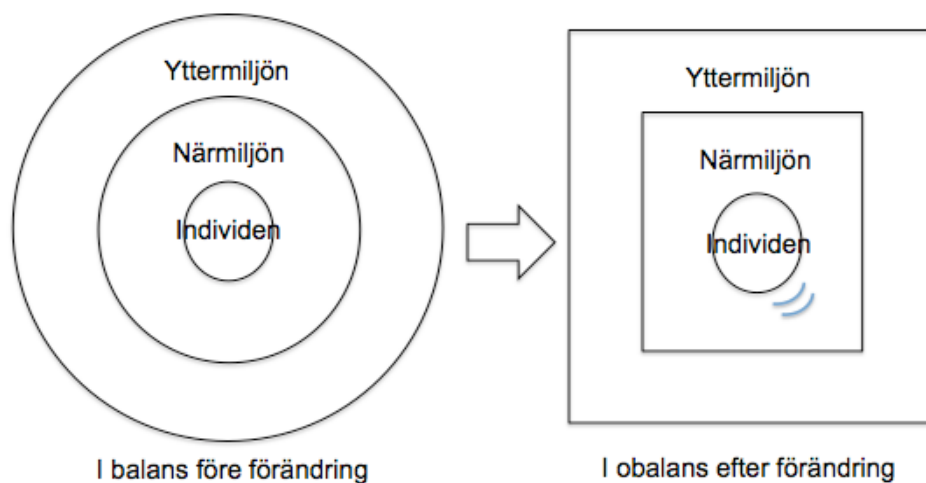 Yttermiljön
Närmiljön
Individen
I balans före förändring
Yttermiljön
Närmiljön
Individen
I obalans efter förändring